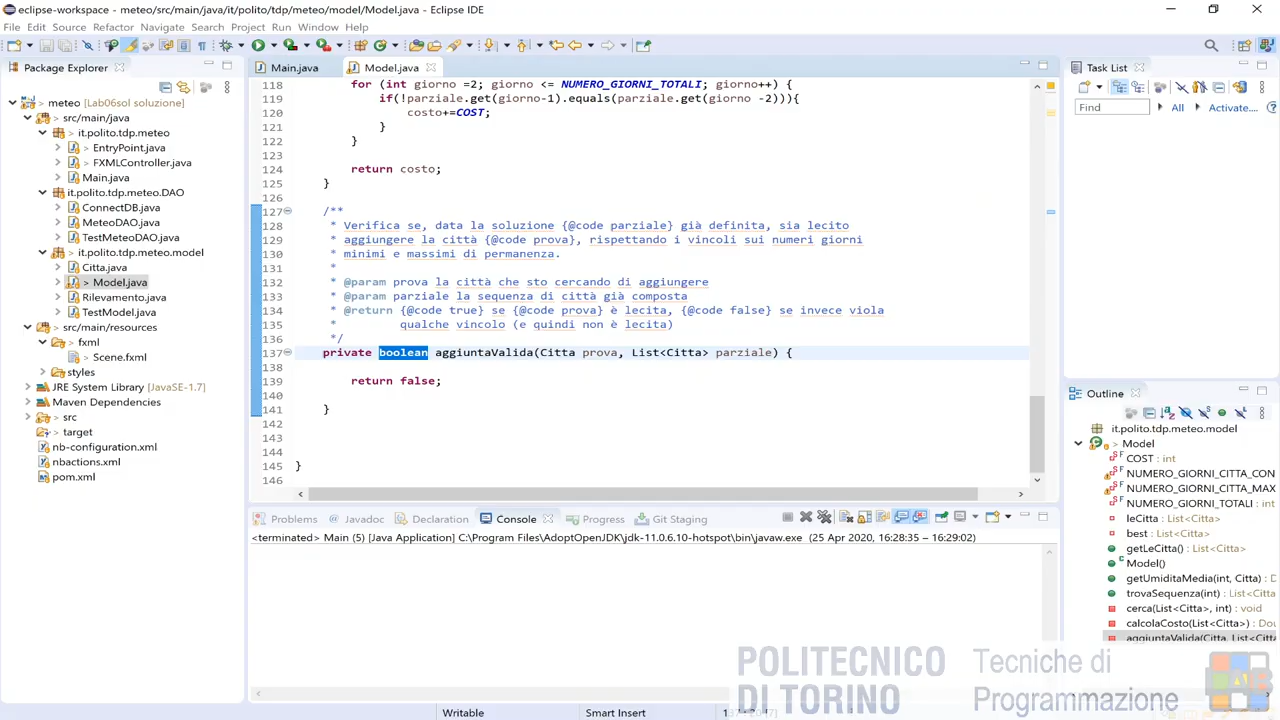 eclipse-workspace - meteo/src/main/java/it/polito/tdp/meteo/model/Model.java - Eclipse IDE
File Edit Source Refactor Navigate Search Project Run Window Help
Package Explorer
meteo [Lab06sol soluzione]
src/main/java
it.polito.tdp.meteo
> EntryPoint.java
> FXMLController.java
> Main.java
it.polito.tdp.meteo.DAO
> ConnectDB.java
> MeteoDAO.java
> TestMeteoDAO.java
> it.polito.tdp.meteo.model
> Citta.java
> Model.java
> Rilevamento.java
> TestModel.java
> src/main/resources
> fxml
> Scene.fxml
styles
JRE System Library [JavaSE-1.7]
Maven Dependencies
> src
> target
nb-configuration.xml
nbactions.xml
pom.xml
Main.java
Model.java
118 for (int giorno =2; giorno <= NUMERO_GIORNI_TOTALI; giorno++) {
119 if(!parziale.get(giorno-1).equals(parziale.get(giorno -2))){
120 costo+=COST;
121 }
122 }
123
124 return costo;
125 }
126
127 /**
128 * Verifica se, data la soluzione {@code parziale} già definita, sia lecito
129 * aggiungere la città {@code prova}, rispettando i vincoli sui numeri giorni
130 * minimi e massimi di permanenza.
131 *
132 * @param prova la città che sto cercando di aggiungere
133 * @param parziale la sequenza di città già composta
134 * @return {@code true} se {@code prova} è lecita, {@code false} se invece viola
135 * qualche vincolo (e quindi non è lecita)
136 */
137 private boolean aggiuntaValida(Citta prova, List<Citta> parziale) {
138
139 return false;
140
141 }
142
143
144
145 }
146
Problems Javadoc Declaration Console Progress Git Staging
<terminated> Main (5) [Java Application] C:\Program Files\AdoptOpenJDK\jdk-11.0.6.10-hotspot\bin\javaw.exe (25 Apr 2020, 16:28:35 – 16:29:02)
Task List
Find All Activate...
Outline
it.polito.tdp.meteo.model
> Model
COST : int
NUMERO_GIORNI_CITTA_CON
NUMERO_GIORNI_CITTA_MAX
NUMERO_GIORNI_TOTALI : int
leCitta : List<Citta>
best : List<Citta>
getLeCitta() : List<Citta>
Model()
getUmiditaMedia(int, Citta) : D
trovaSequenza(int) : List<Citta
cerca(List<Citta>, int) : void
calcolaCosto(List<Citta>) : Dou
aggiuntaValida(Citta, List<Citta
POLITECNICO
DI TORINO
Tecniche di
Programmazione
Writable Smart Insert